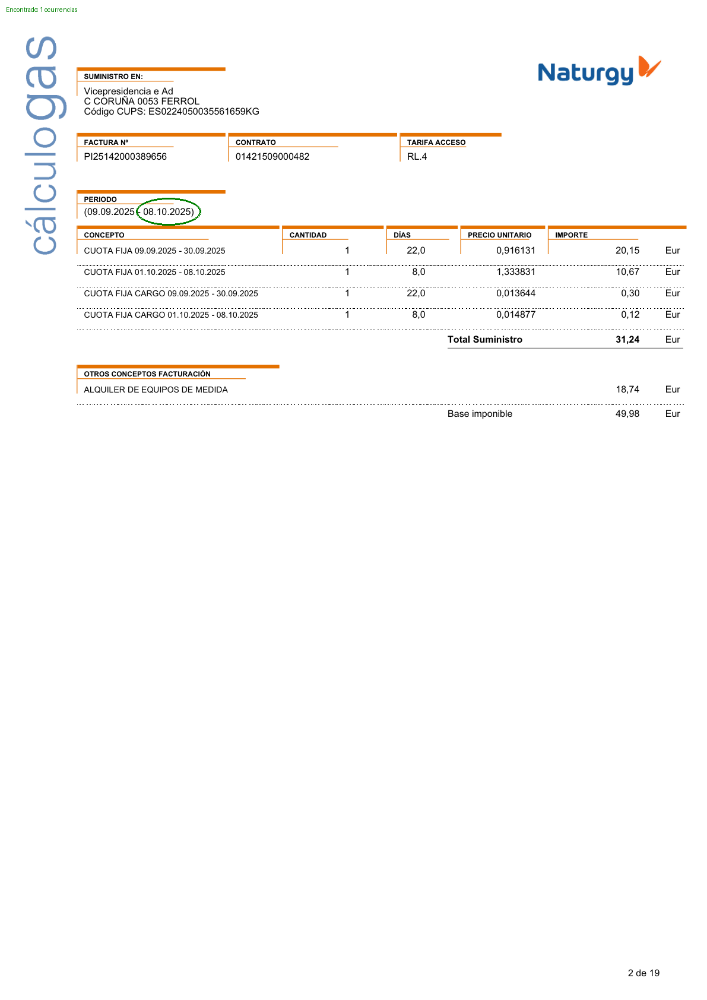 Encontrado: 1 ocurrencias
cálculogas
Naturgy
SUMINISTRO EN:
Vicepresidencia e Ad
C CORUÑA 0053 FERROL
Código CUPS: ES0224050035561659KG
FACTURA Nº CONTRATO TARIFA ACCESO
PI25142000389656 01421509000482 RL.4
PERIODO
(09.09.2025 - 08.10.2025)
CONCEPTO CANTIDAD DÍAS PRECIO UNITARIO IMPORTE
CUOTA FIJA 09.09.2025 - 30.09.2025 1 22,0 0,916131 20,15 Eur
CUOTA FIJA 01.10.2025 - 08.10.2025 1 8,0 1,333831 10,67 Eur
CUOTA FIJA CARGO 09.09.2025 - 30.09.2025 1 22,0 0,013644 0,30 Eur
CUOTA FIJA CARGO 01.10.2025 - 08.10.2025 1 8,0 0,014877 0,12 Eur
Total Suministro 31,24 Eur
OTROS CONCEPTOS FACTURACIÓN
ALQUILER DE EQUIPOS DE MEDIDA 18,74 Eur
Base imponible 49,98 Eur
2 de 19